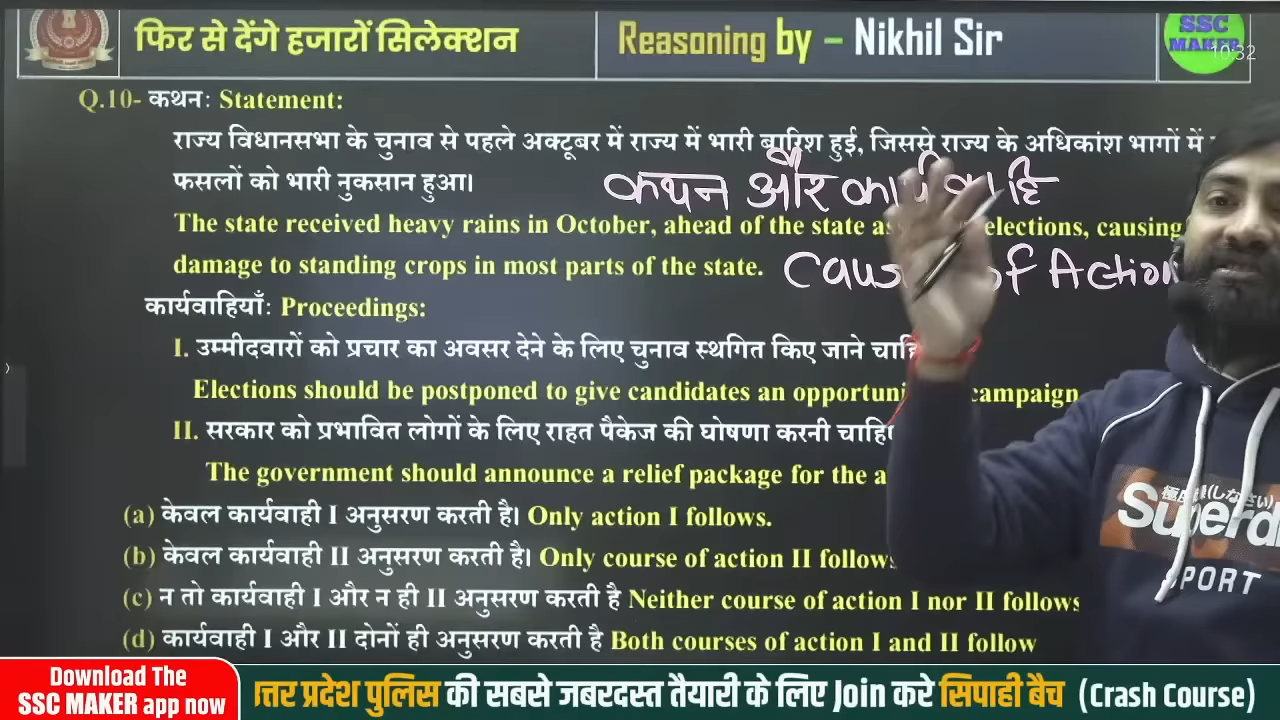 फिर से देंगे हजारों सिलेक्शन
Reasoning by – Nikhil Sir
SSC
MAKER
10:32
Q.10- कथन: Statement:
राज्य विधानसभा के चुनाव से पहले अक्टूबर में राज्य में भारी बारिश हुई, जिससे राज्य के अधिकांश भागों में
फसलों को भारी नुकसान हुआ।
कथन और
The state received heavy rains in October, ahead of the state elections, causing
damage to standing crops in most parts of the state.
of Action
कार्यवाहियाँ: Proceedings:
I. उम्मीदवारों को प्रचार का अवसर देने के लिए चुनाव स्थगित किए जाने
Elections should be postponed to give candidates an campaign
II. सरकार को प्रभावित लोगों के लिए राहत पैकेज की घोषणा करनी
The government should announce a relief package for the
(a) केवल कार्यवाही I अनुसरण करती है। Only action I follows.
(b) केवल कार्यवाही II अनुसरण करती है। Only course of action II
(c) न तो कार्यवाही I और न ही II अनुसरण करती है Neither course of action I nor II follows
(d) कार्यवाही I और II दोनों ही अनुसरण करती है Both courses of action I and II follow
Superd
SPORT
Download The
SSC MAKER app now
प्रदेश पुलिस की सबसे जबरदस्त तैयारी के लिए Join करे सिपाही बैच (Crash Course)